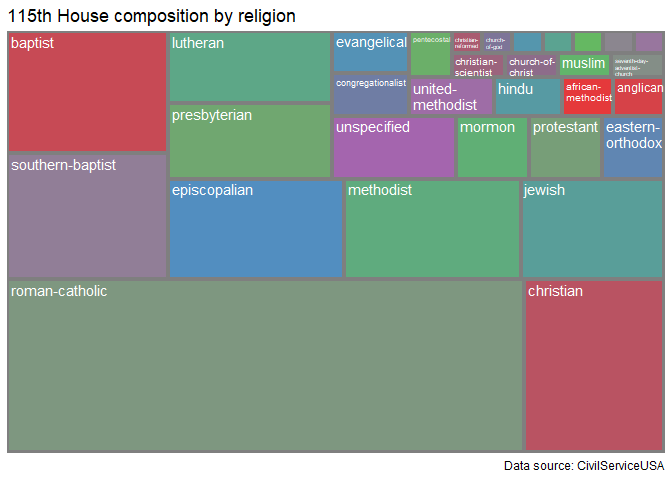 115th House composition by religion
baptist
lutheran
evangelical
pentecostal
christian-
reformed
church-
of-god
christian-
scientist
church-of-
christ
muslim
seventh-day-
adventist-
church
congregationalist
united-
methodist
hindu
african-
methodist
anglican
presbyterian
unspecified
mormon
protestant
eastern-
orthodox
southern-baptist
episcopalian
methodist
jewish
roman-catholic
christian
Data source: CivilServiceUSA